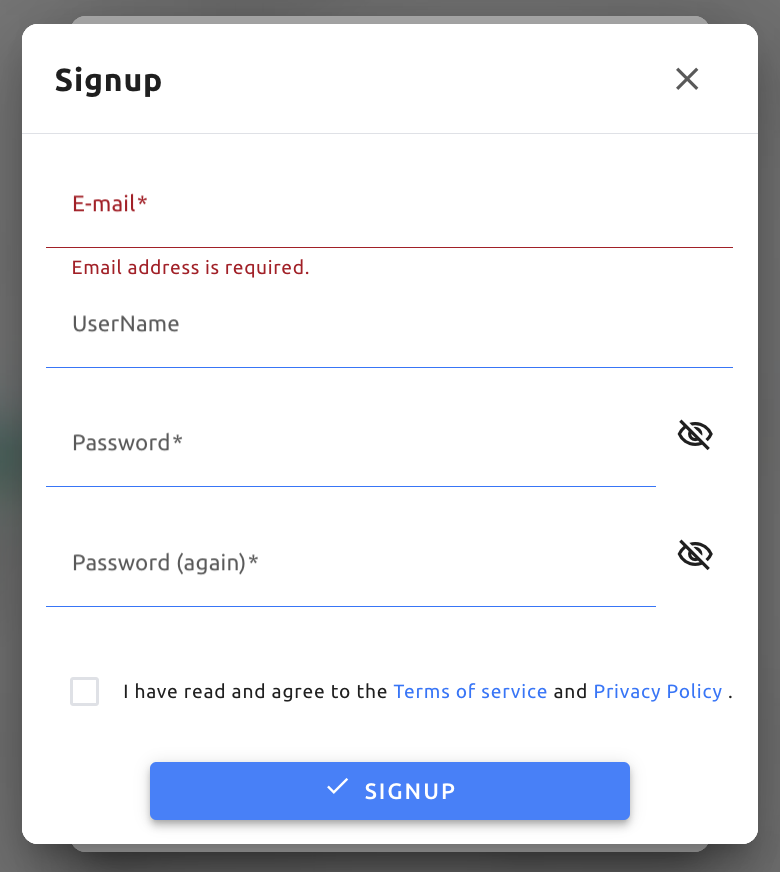 Signup
E-mail*
Email address is required.
UserName
Password*
Password (again)*
I have read and agree to the Terms of service and Privacy Policy .
SIGNUP